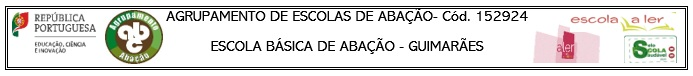 REPÚBLICA
PORTUGUESA
EDUCAÇÃO, CIÊNCIA
E INOVAÇÃO
Agrupamento
abc
Abação
AGRUPAMENTO DE ESCOLAS DE ABAÇÃO- Cód. 152924
ESCOLA BÁSICA DE ABAÇÃO - GUIMARÃES
escola a ler
a ler